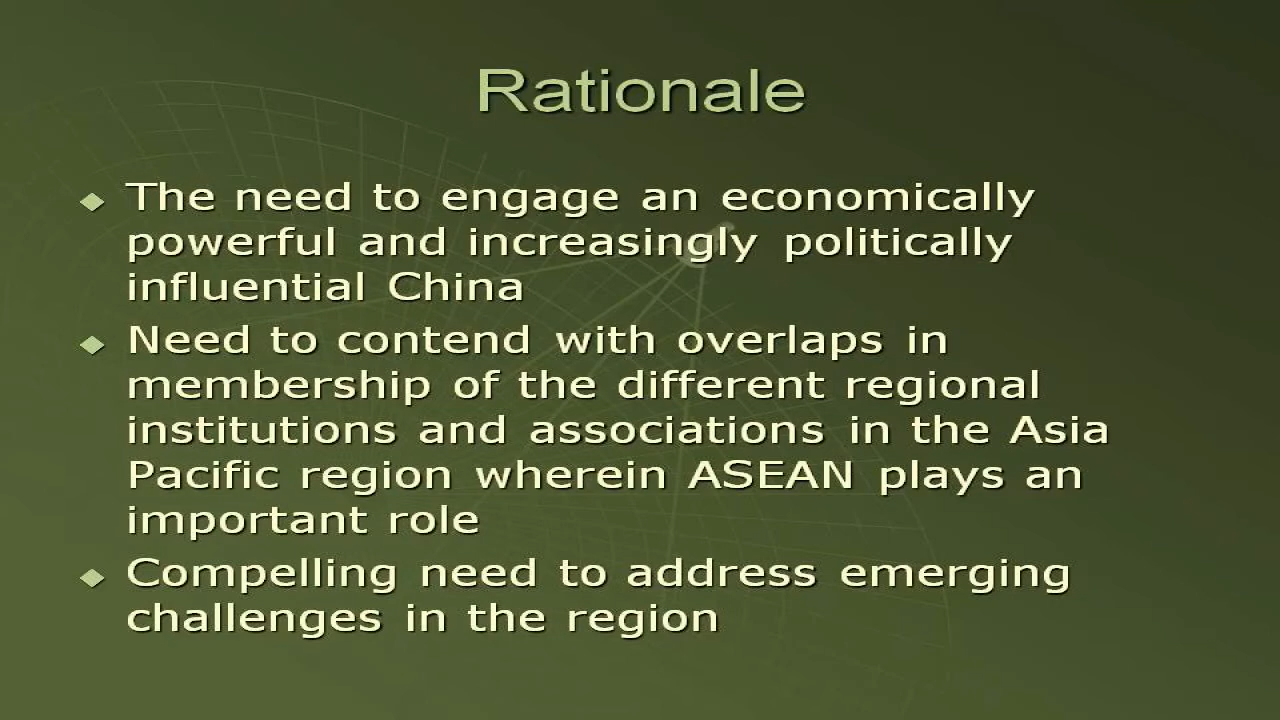 Rationale
The need to engage an economically
powerful and increasingly politically
influential China
Need to contend with overlaps in
membership of the different regional
institutions and associations in the Asia
Pacific region wherein ASEAN plays an
important role
Compelling need to address emerging
challenges in the region